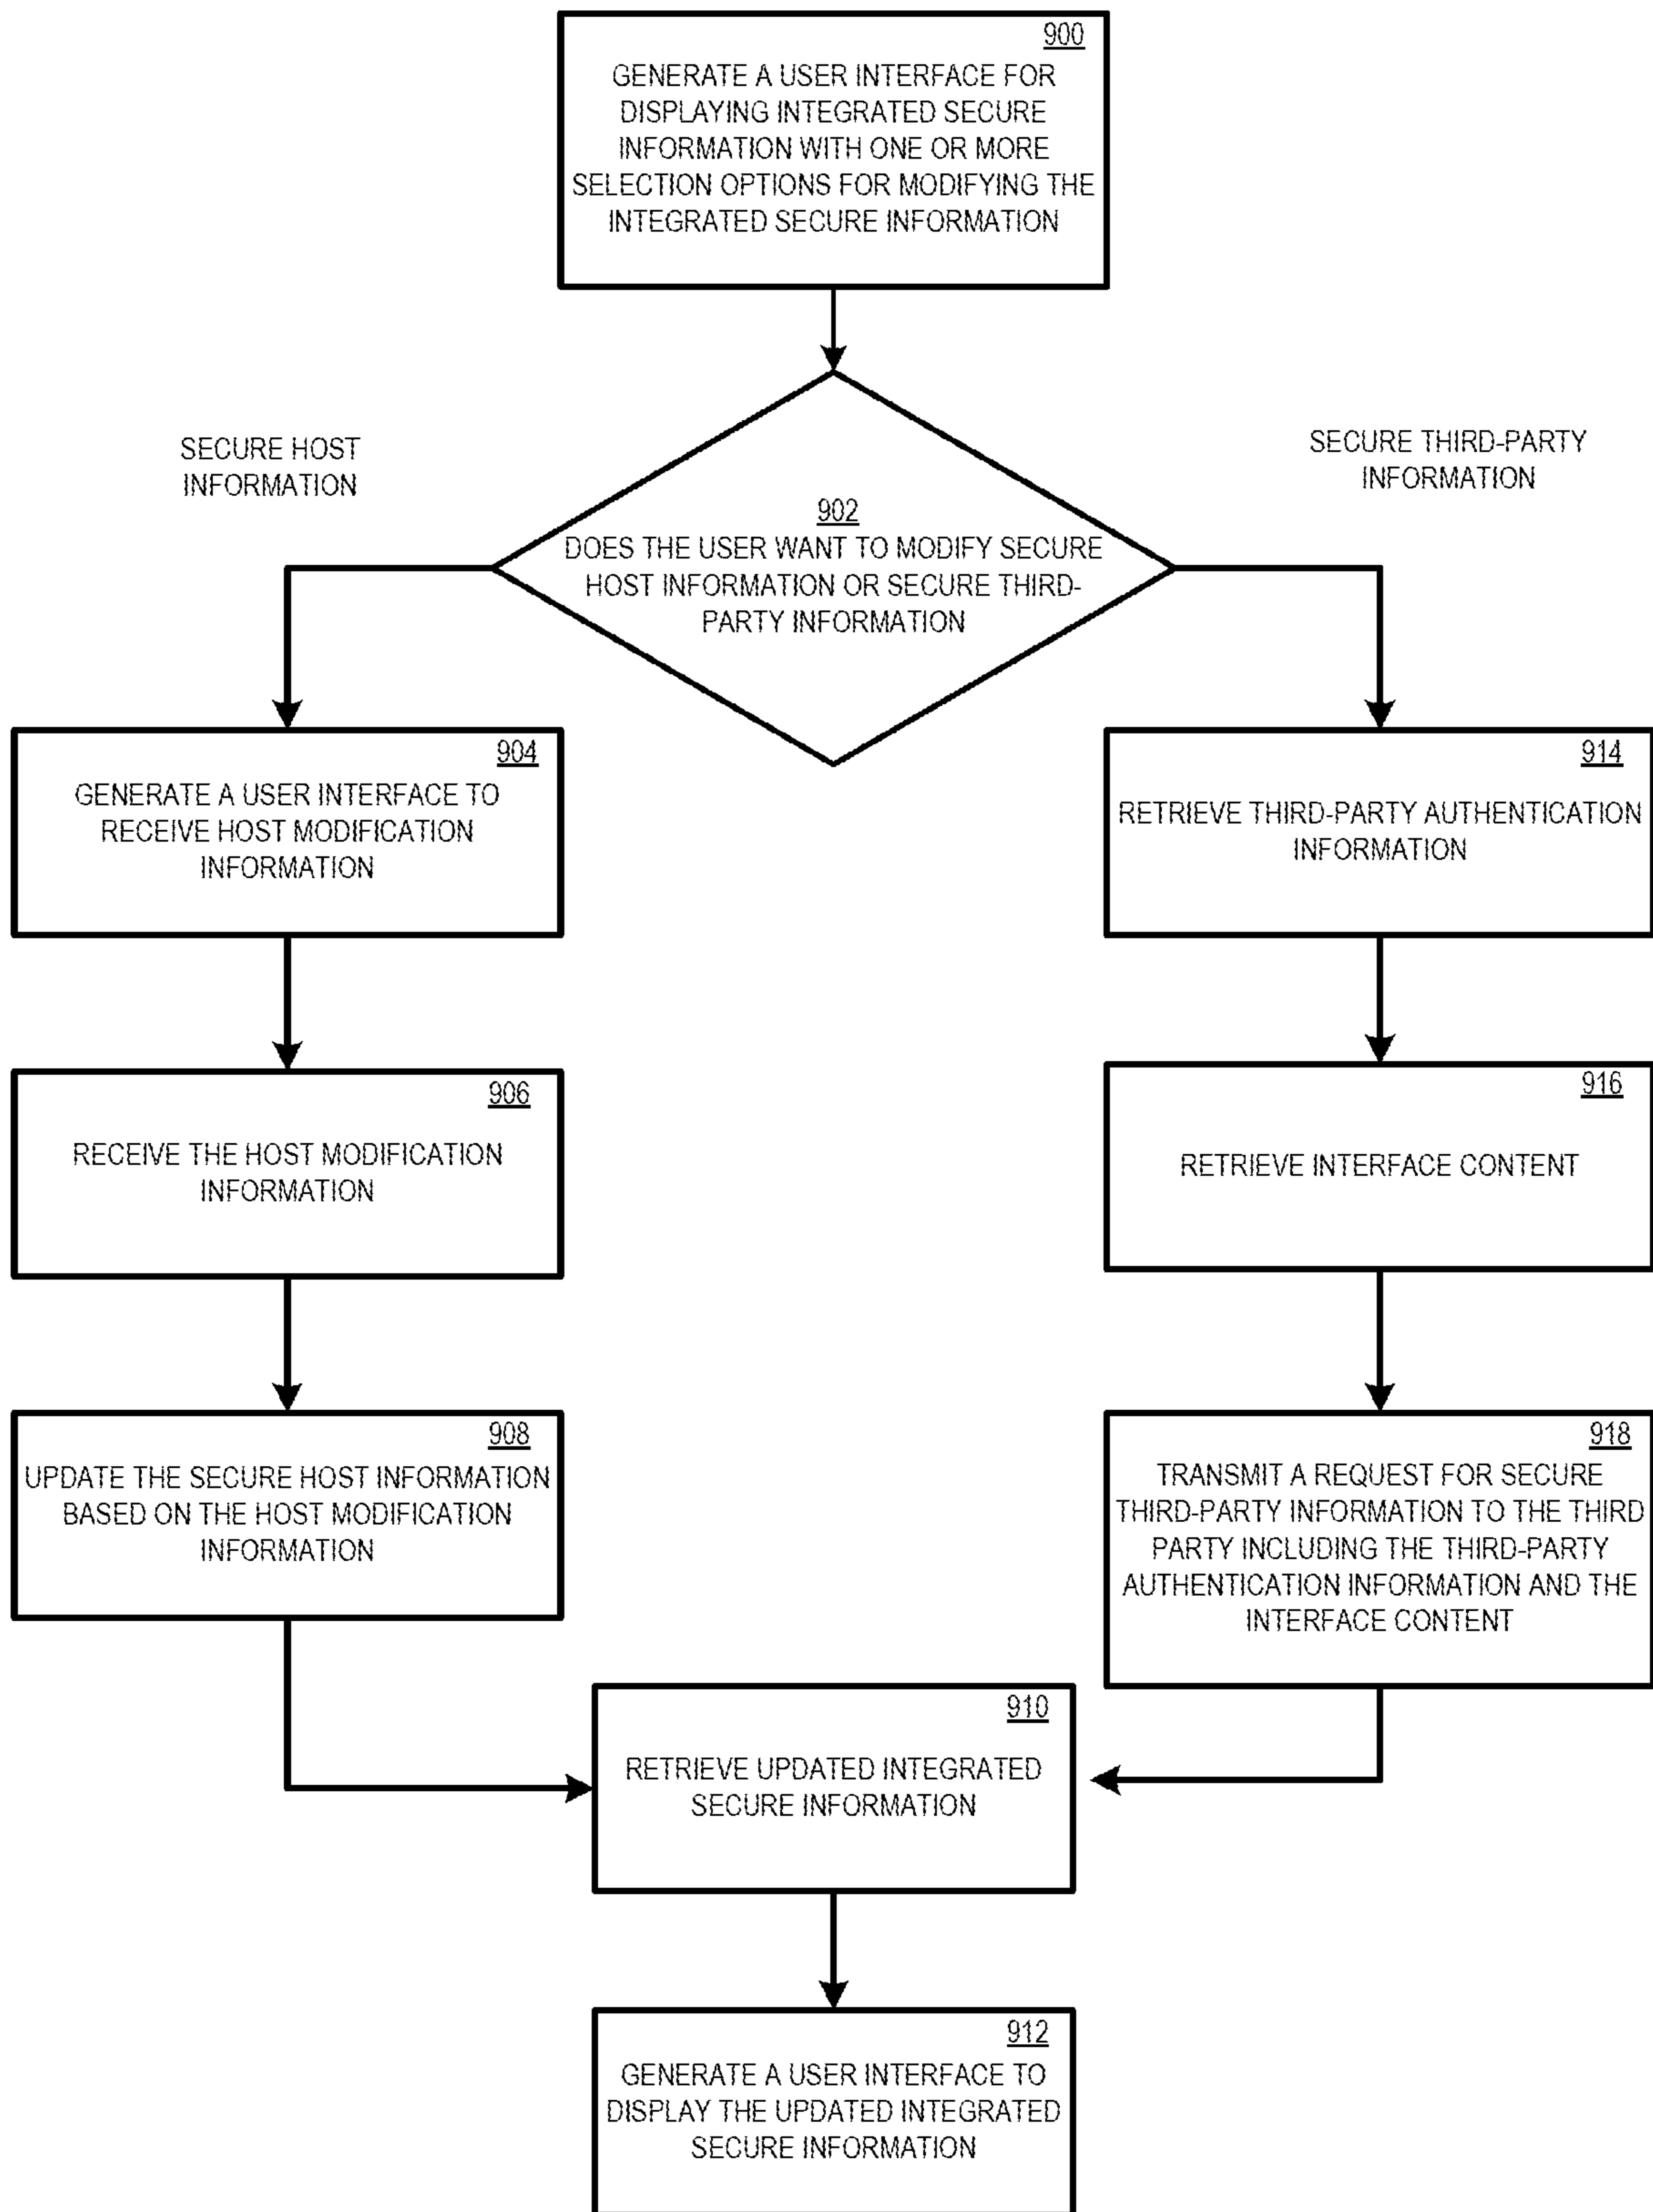 900
GENERATE A USER INTERFACE FOR
DISPLAYING INTEGRATED SECURE
INFORMATION WITH ONE OR MORE
SELECTION OPTIONS FOR MODIFYING THE
INTEGRATED SECURE INFORMATION
SECURE HOST
INFORMATION
SECURE THIRD-PARTY
INFORMATION
902
DOES THE USER WANT TO MODIFY SECURE
HOST INFORMATION OR SECURE THIRD-
PARTY INFORMATION
904
GENERATE A USER INTERFACE TO
RECEIVE HOST MODIFICATION
INFORMATION
906
RECEIVE THE HOST MODIFICATION
INFORMATION
908
UPDATE THE SECURE HOST INFORMATION
BASED ON THE HOST MODIFICATION
INFORMATION
914
RETRIEVE THIRD-PARTY AUTHENTICATION
INFORMATION
916
RETRIEVE INTERFACE CONTENT
918
TRANSMIT A REQUEST FOR SECURE
THIRD-PARTY INFORMATION TO THE THIRD
PARTY INCLUDING THE THIRD-PARTY
AUTHENTICATION INFORMATION AND THE
INTERFACE CONTENT
910
RETRIEVE UPDATED INTEGRATED
SECURE INFORMATION
912
GENERATE A USER INTERFACE TO
DISPLAY THE UPDATED INTEGRATED
SECURE INFORMATION